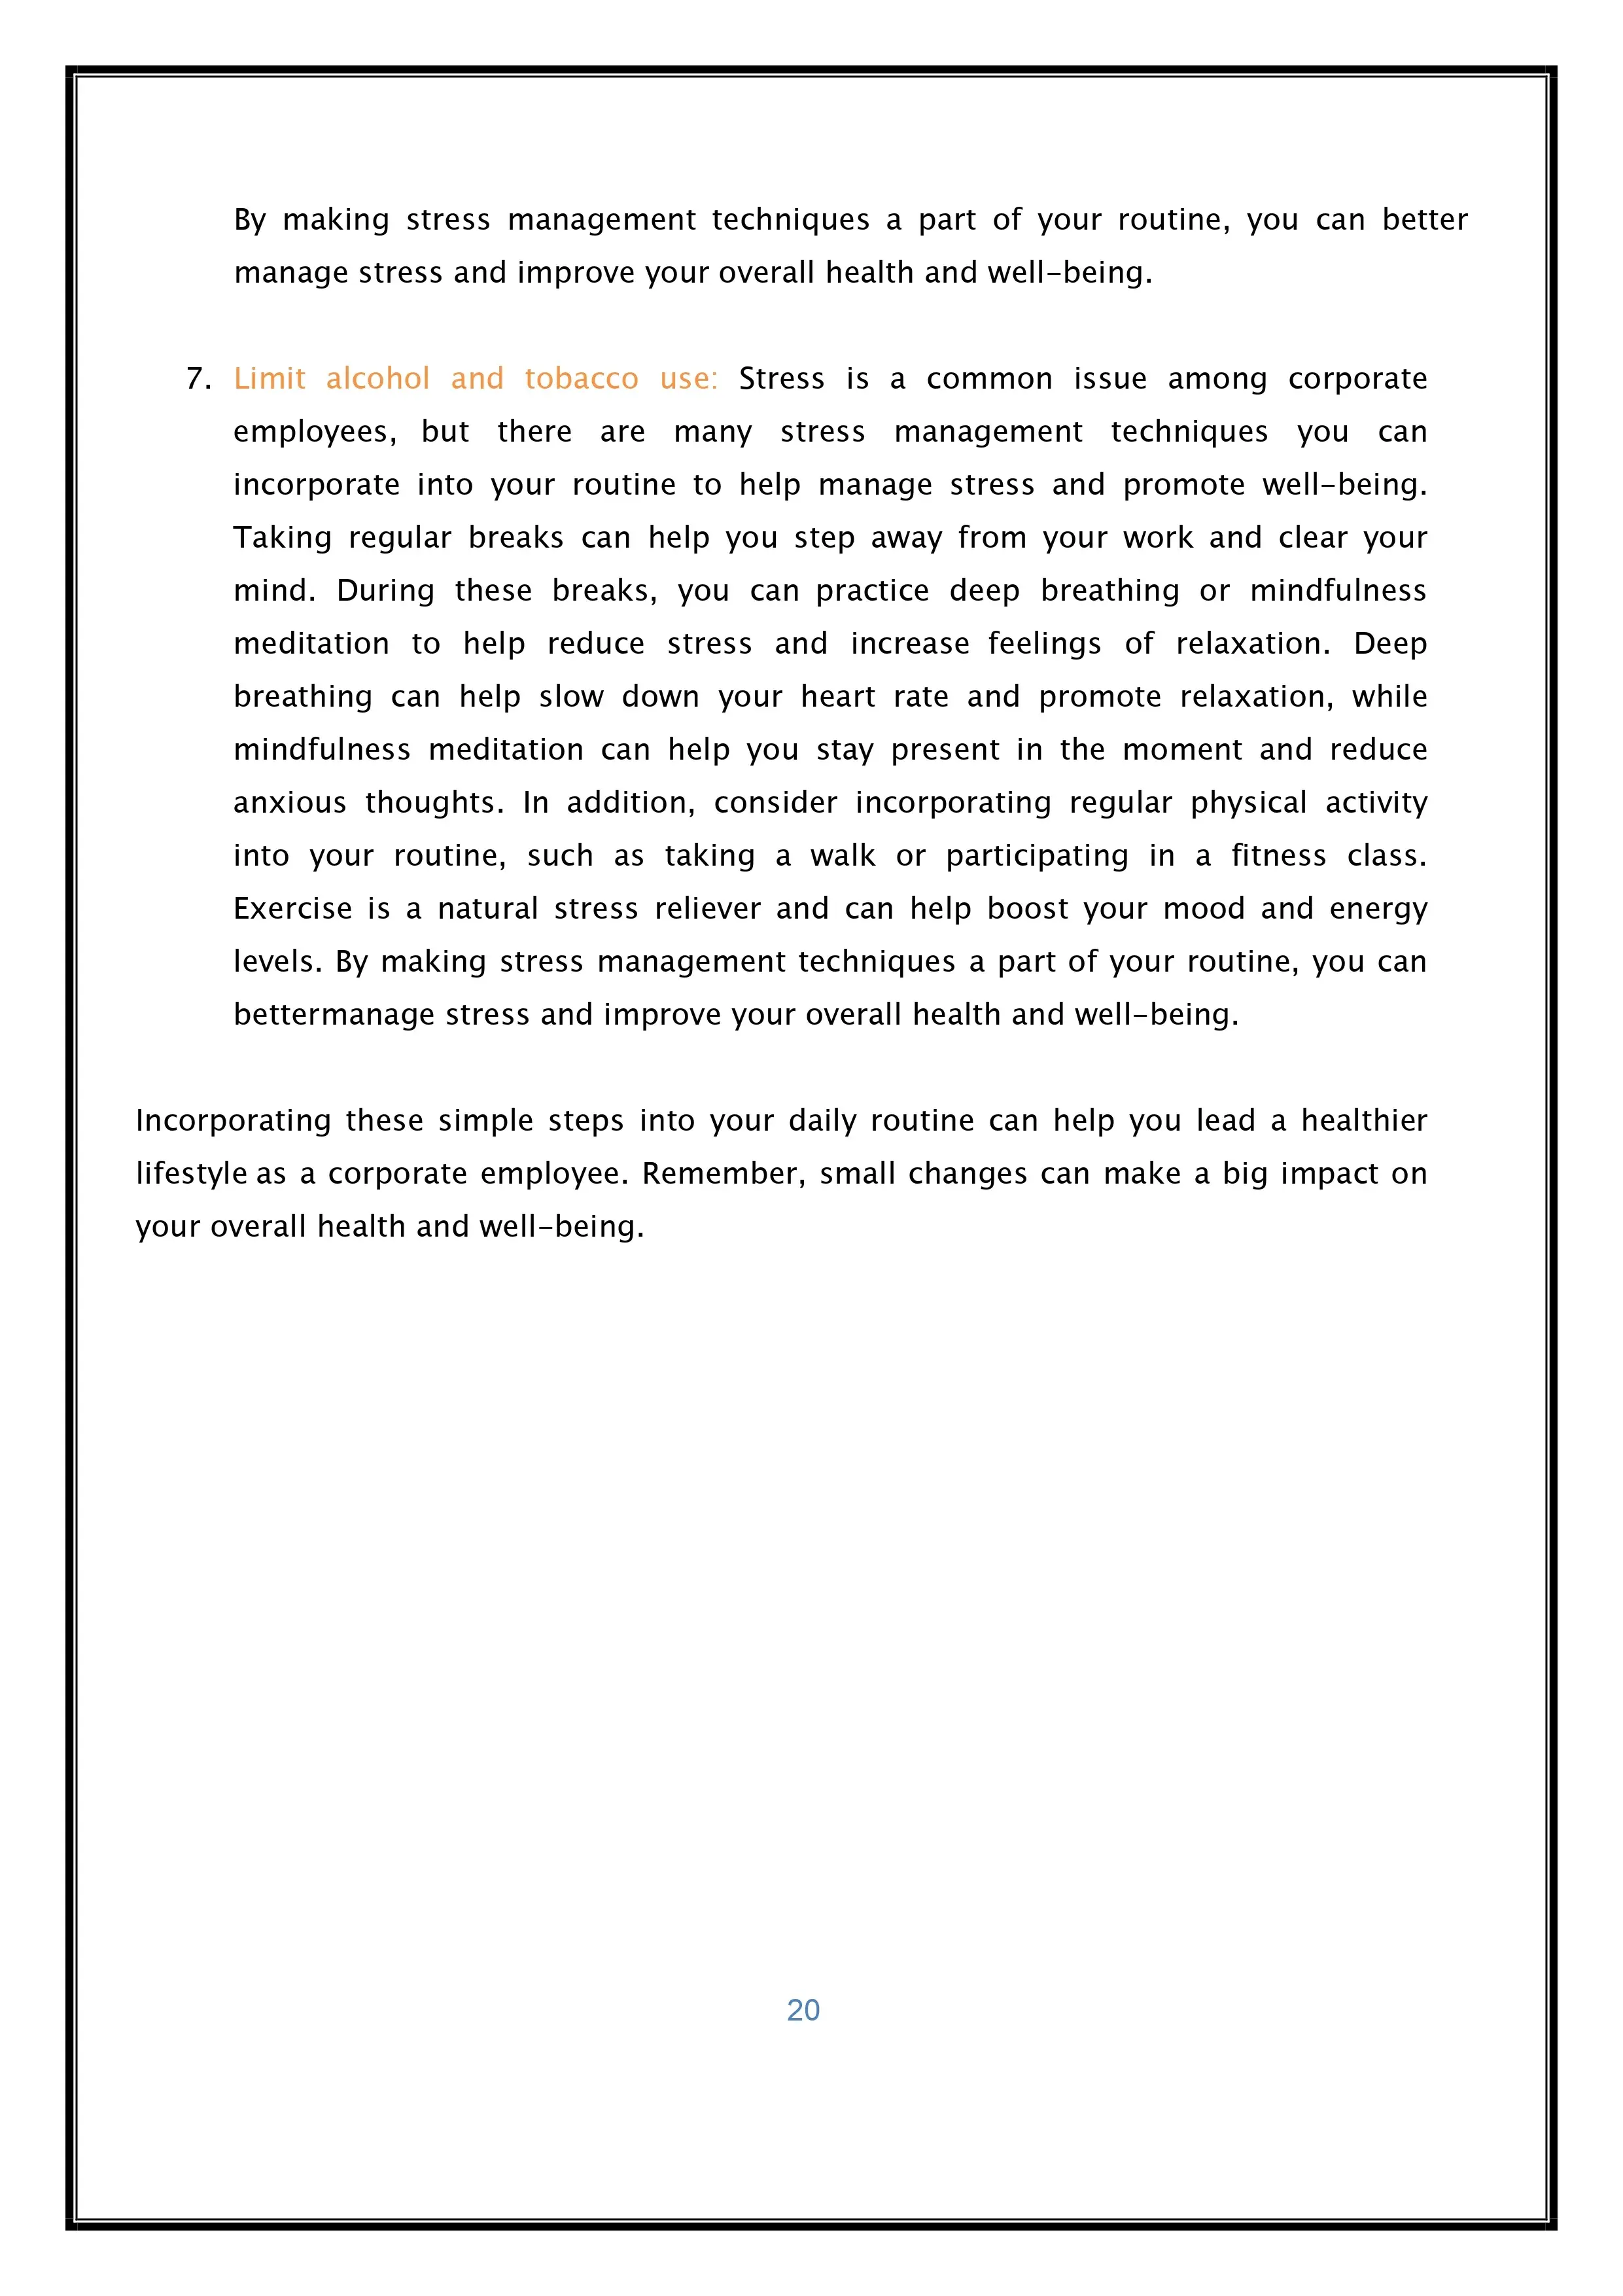 By making stress management techniques a part of your routine, you can better
manage stress and improve your overall health and well-being.
7. Limit alcohol and tobacco use: Stress is a common issue among corporate
employees, but there are many stress management techniques you can
incorporate into your routine to help manage stress and promote well-being.
Taking regular breaks can help you step away from your work and clear your
mind. During these breaks, you can practice deep breathing or mindfulness
meditation to help reduce stress and increase feelings of relaxation. Deep
breathing can help slow down your heart rate and promote relaxation, while
mindfulness meditation can help you stay present in the moment and reduce
anxious thoughts. In addition, consider incorporating regular physical activity
into your routine, such as taking a walk or participating in a fitness class.
Exercise is a natural stress reliever and can help boost your mood and energy
levels. By making stress management techniques a part of your routine, you can
bettermanage stress and improve your overall health and well-being.
Incorporating these simple steps into your daily routine can help you lead a healthier
lifestyle as a corporate employee. Remember, small changes can make a big impact on
your overall health and well-being.
20